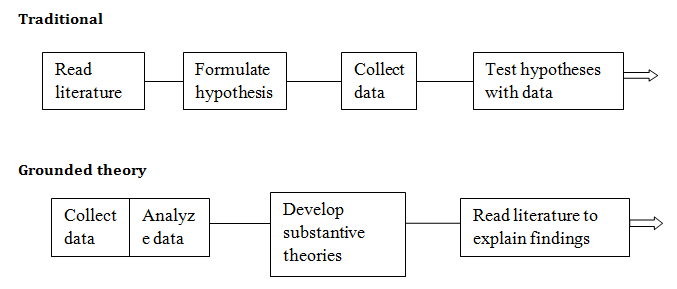 Traditional
Read
literature
Formulate
hypothesis
Collect
data
Test hypotheses
with data
Grounded theory
Collect
data
Analyz
e data
Develop
substantive
theories
Read literature to
explain findings